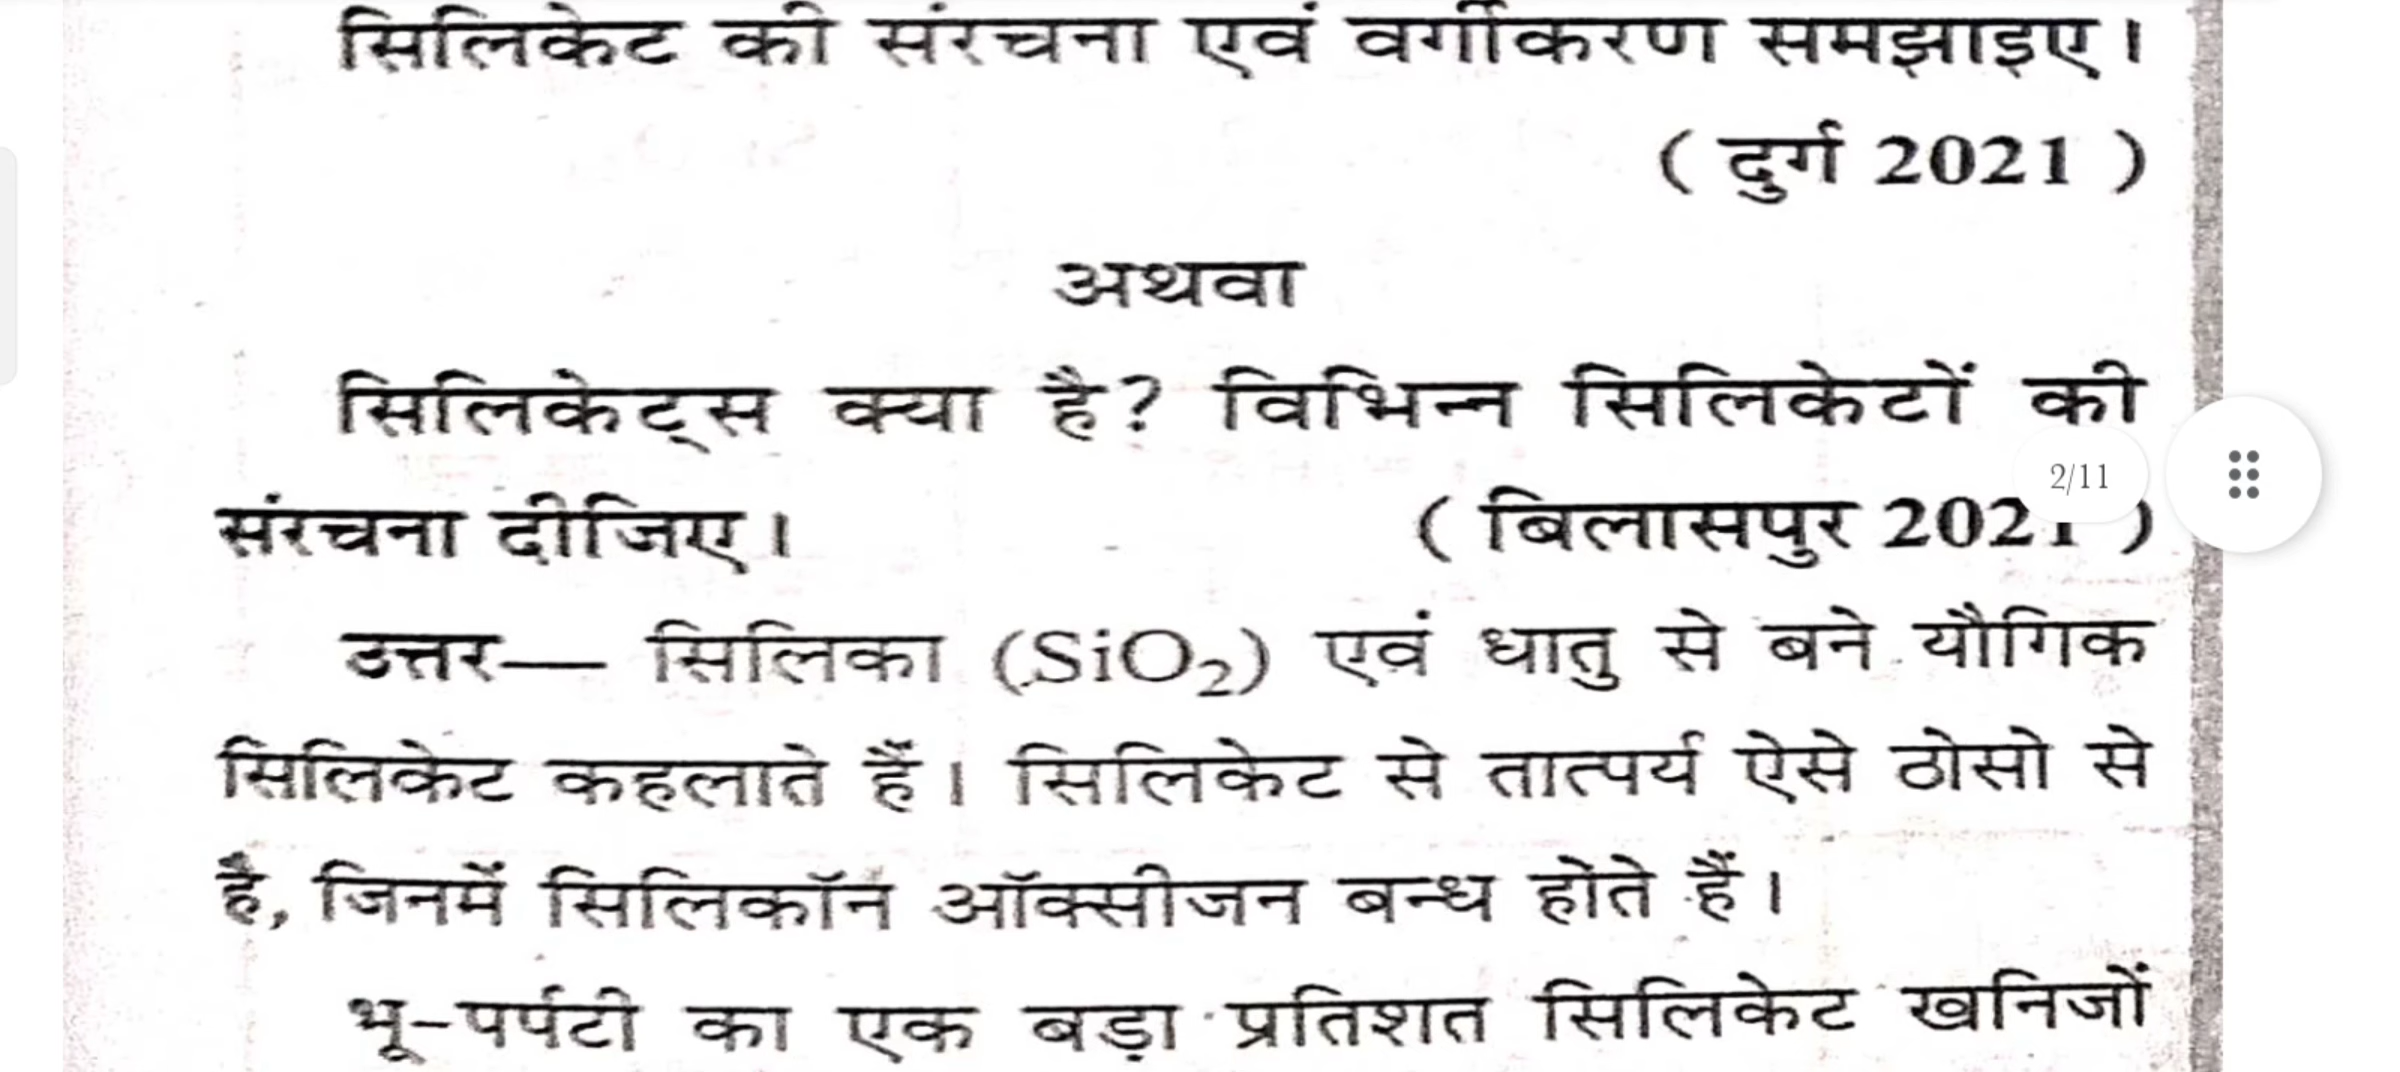 सिलिकेट की संरचना एवं वर्गीकरण समझाइए।
( दुर्ग 2021 )
अथवा
सिलिकेट्स क्या है? विभिन्न सिलिकेटों की
2/11
संरचना दीजिए। ( बिलासपुर 2021 )
उत्तर— सिलिका (SiO₂) एवं धातु से बने यौगिक
सिलिकेट कहलाते हैं। सिलिकेट से तात्पर्य ऐसे ठोसो से
है, जिनमें सिलिकॉन ऑक्सीजन बन्ध होते हैं।
भू-पर्पटी का एक बड़ा प्रतिशत सिलिकेट खनिजों